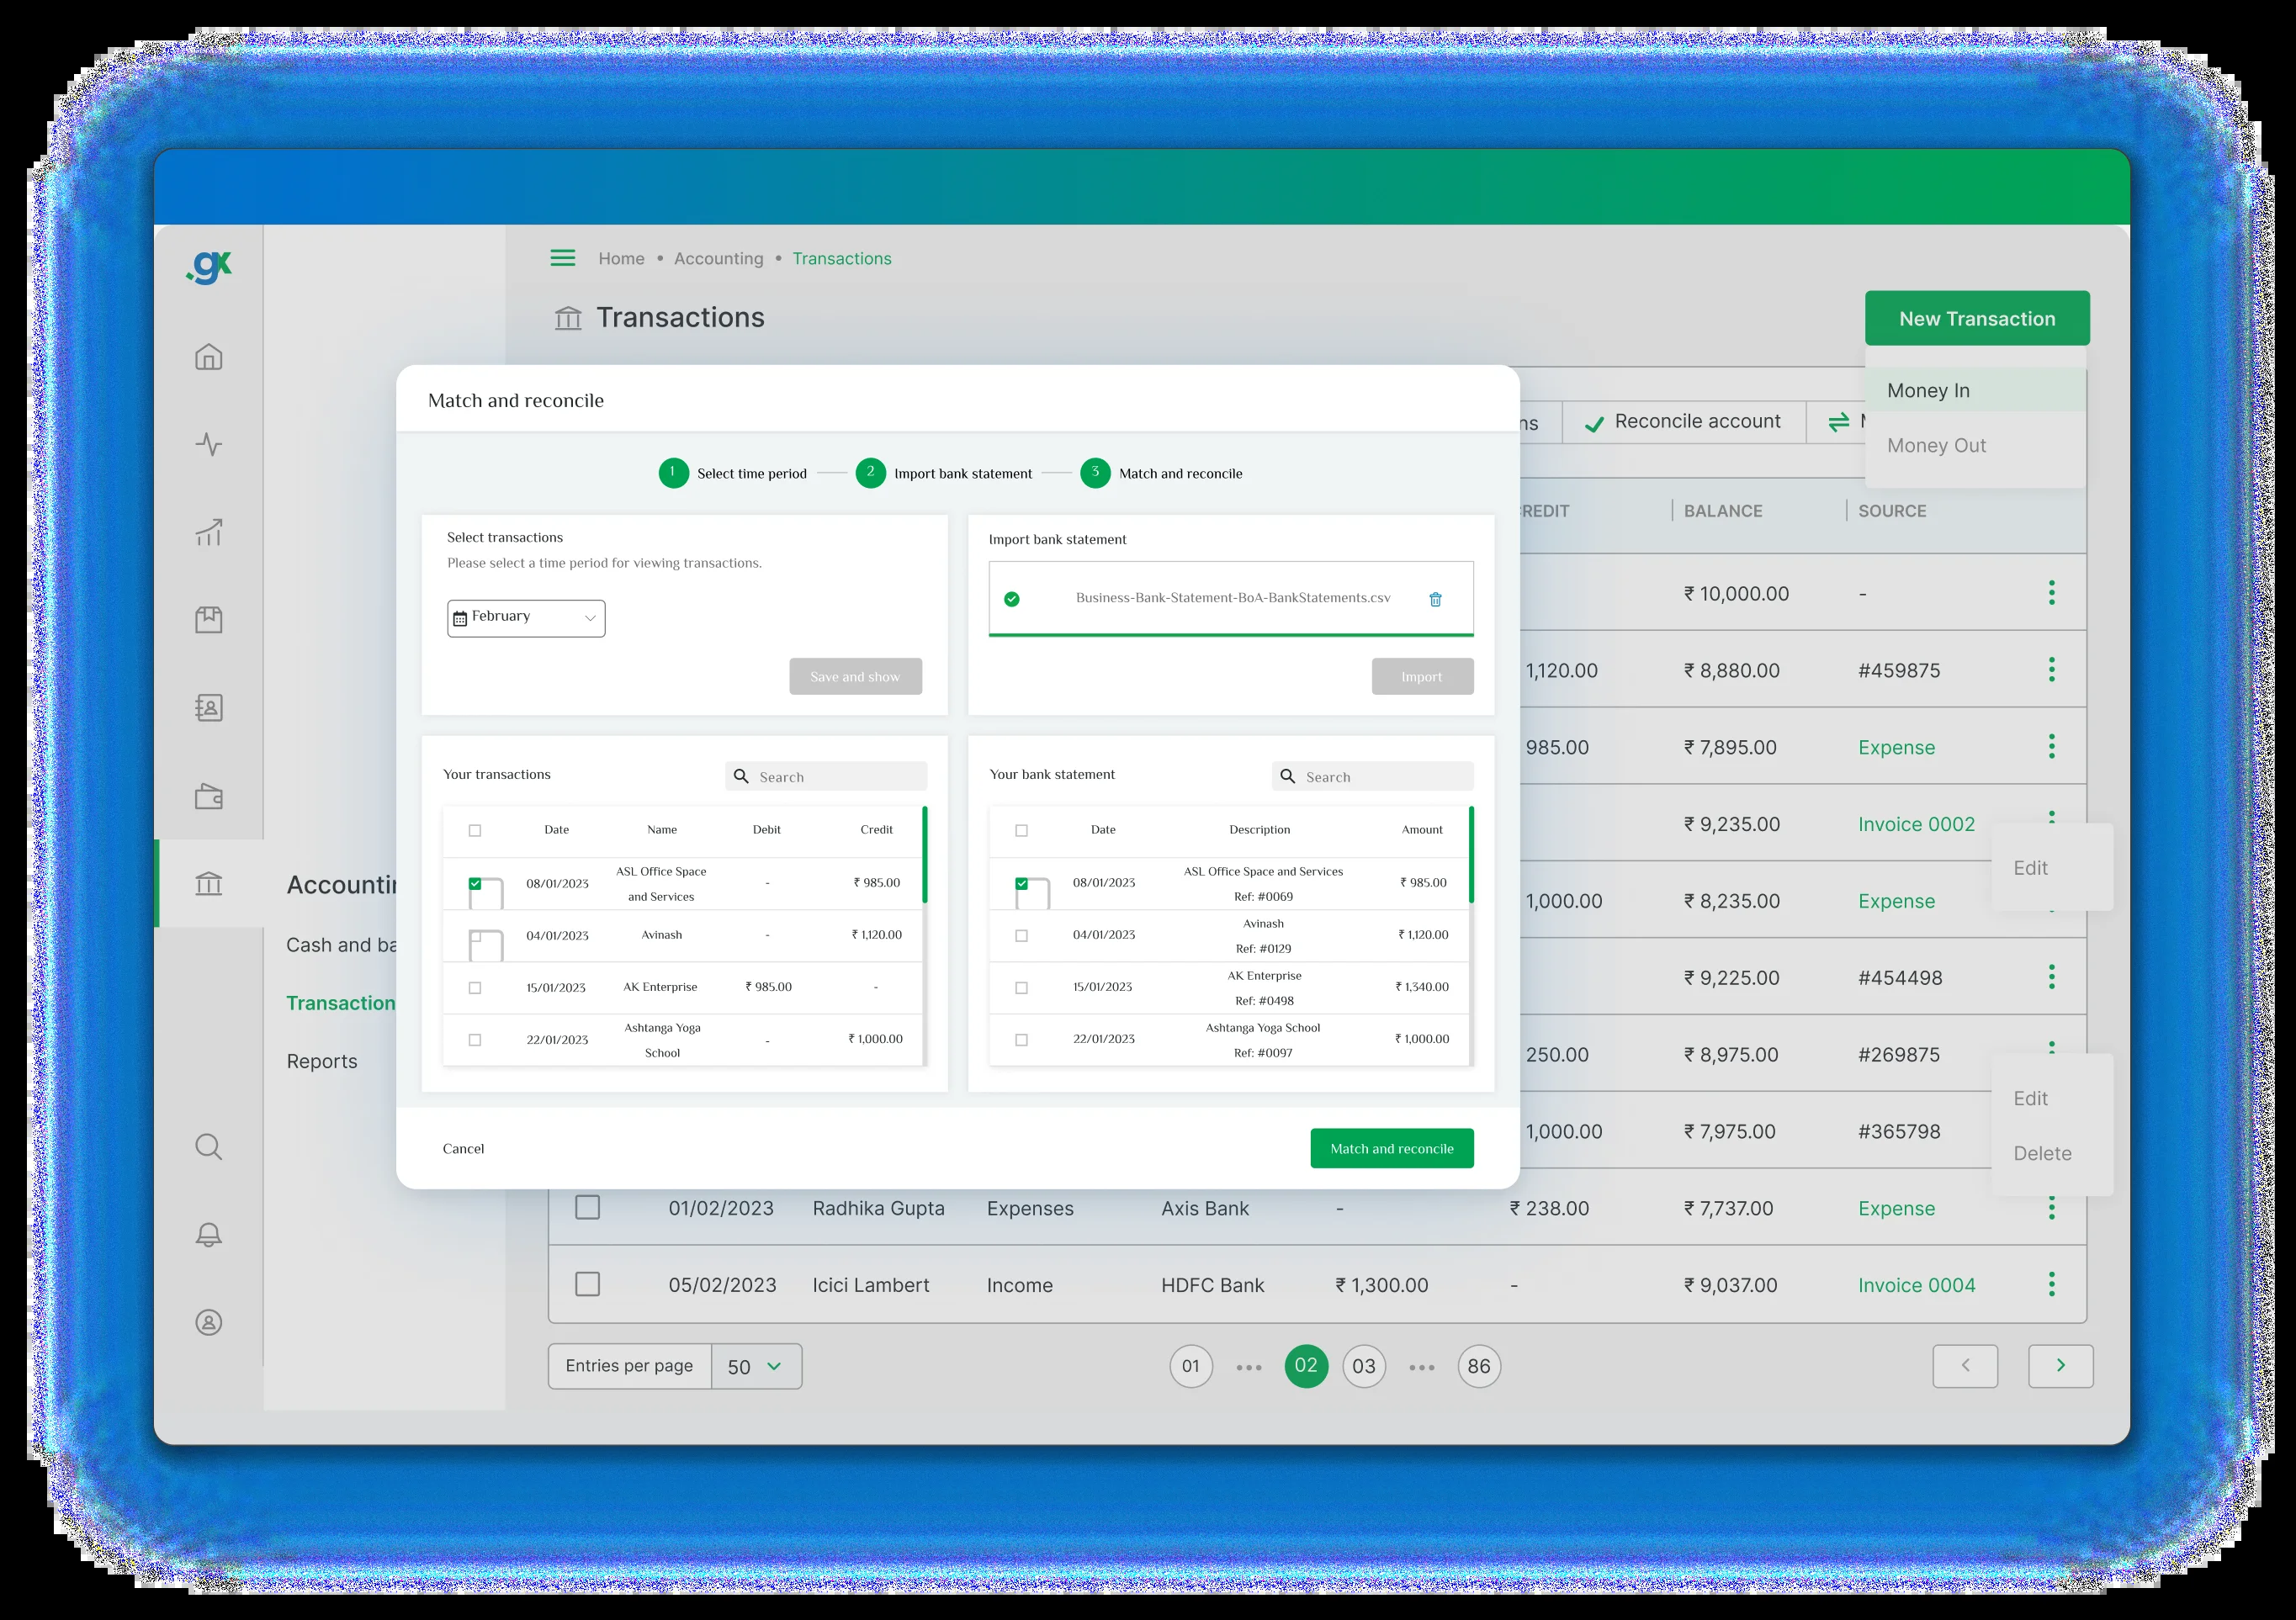 .gx
Home • Accounting • Transactions
Transactions
New Transaction
Money In
Money Out
Reconcile account
Match and reconcile
1 Select time period
2 Import bank statement
3 Match and reconcile
Select transactions
Please select a time period for viewing transactions.
February
Save and show
Import bank statement
Business-Bank-Statement-BoA-BankStatements.csv
Import
Your transactions
Search
Date Name Debit Credit
08/01/2023 ASL Office Space and Services - ₹ 985.00
04/01/2023 Avinash - ₹ 1,120.00
15/01/2023 AK Enterprise ₹ 985.00 -
22/01/2023 Ashtanga Yoga School - ₹ 1,000.00
Your bank statement
Search
Date Description Amount
08/01/2023 ASL Office Space and Services ₹ 985.00
Ref: #0069
04/01/2023 Avinash ₹ 1,120.00
Ref: #0129
15/01/2023 AK Enterprise ₹ 1,340.00
Ref: #0498
22/01/2023 Ashtanga Yoga School ₹ 1,000.00
Ref: #0097
Cancel
Match and reconcile
BALANCE SOURCE
₹ 10,000.00 -
1,120.00 ₹ 8,880.00 #459875
985.00 ₹ 7,895.00 Expense
₹ 9,235.00 Invoice 0002
Edit
1,000.00 ₹ 8,235.00 Expense
₹ 9,225.00 #454498
250.00 ₹ 8,975.00 #269875
Edit
1,000.00 ₹ 7,975.00 #365798
Delete
Cash and
Reports
01/02/2023 Radhika Gupta Expenses Axis Bank - ₹ 238.00 ₹ 7,737.00 Expense
05/02/2023 Icici Lambert Income HDFC Bank ₹ 1,300.00 - ₹ 9,037.00 Invoice 0004
Entries per page 50
01 ••• 02 03 ••• 86